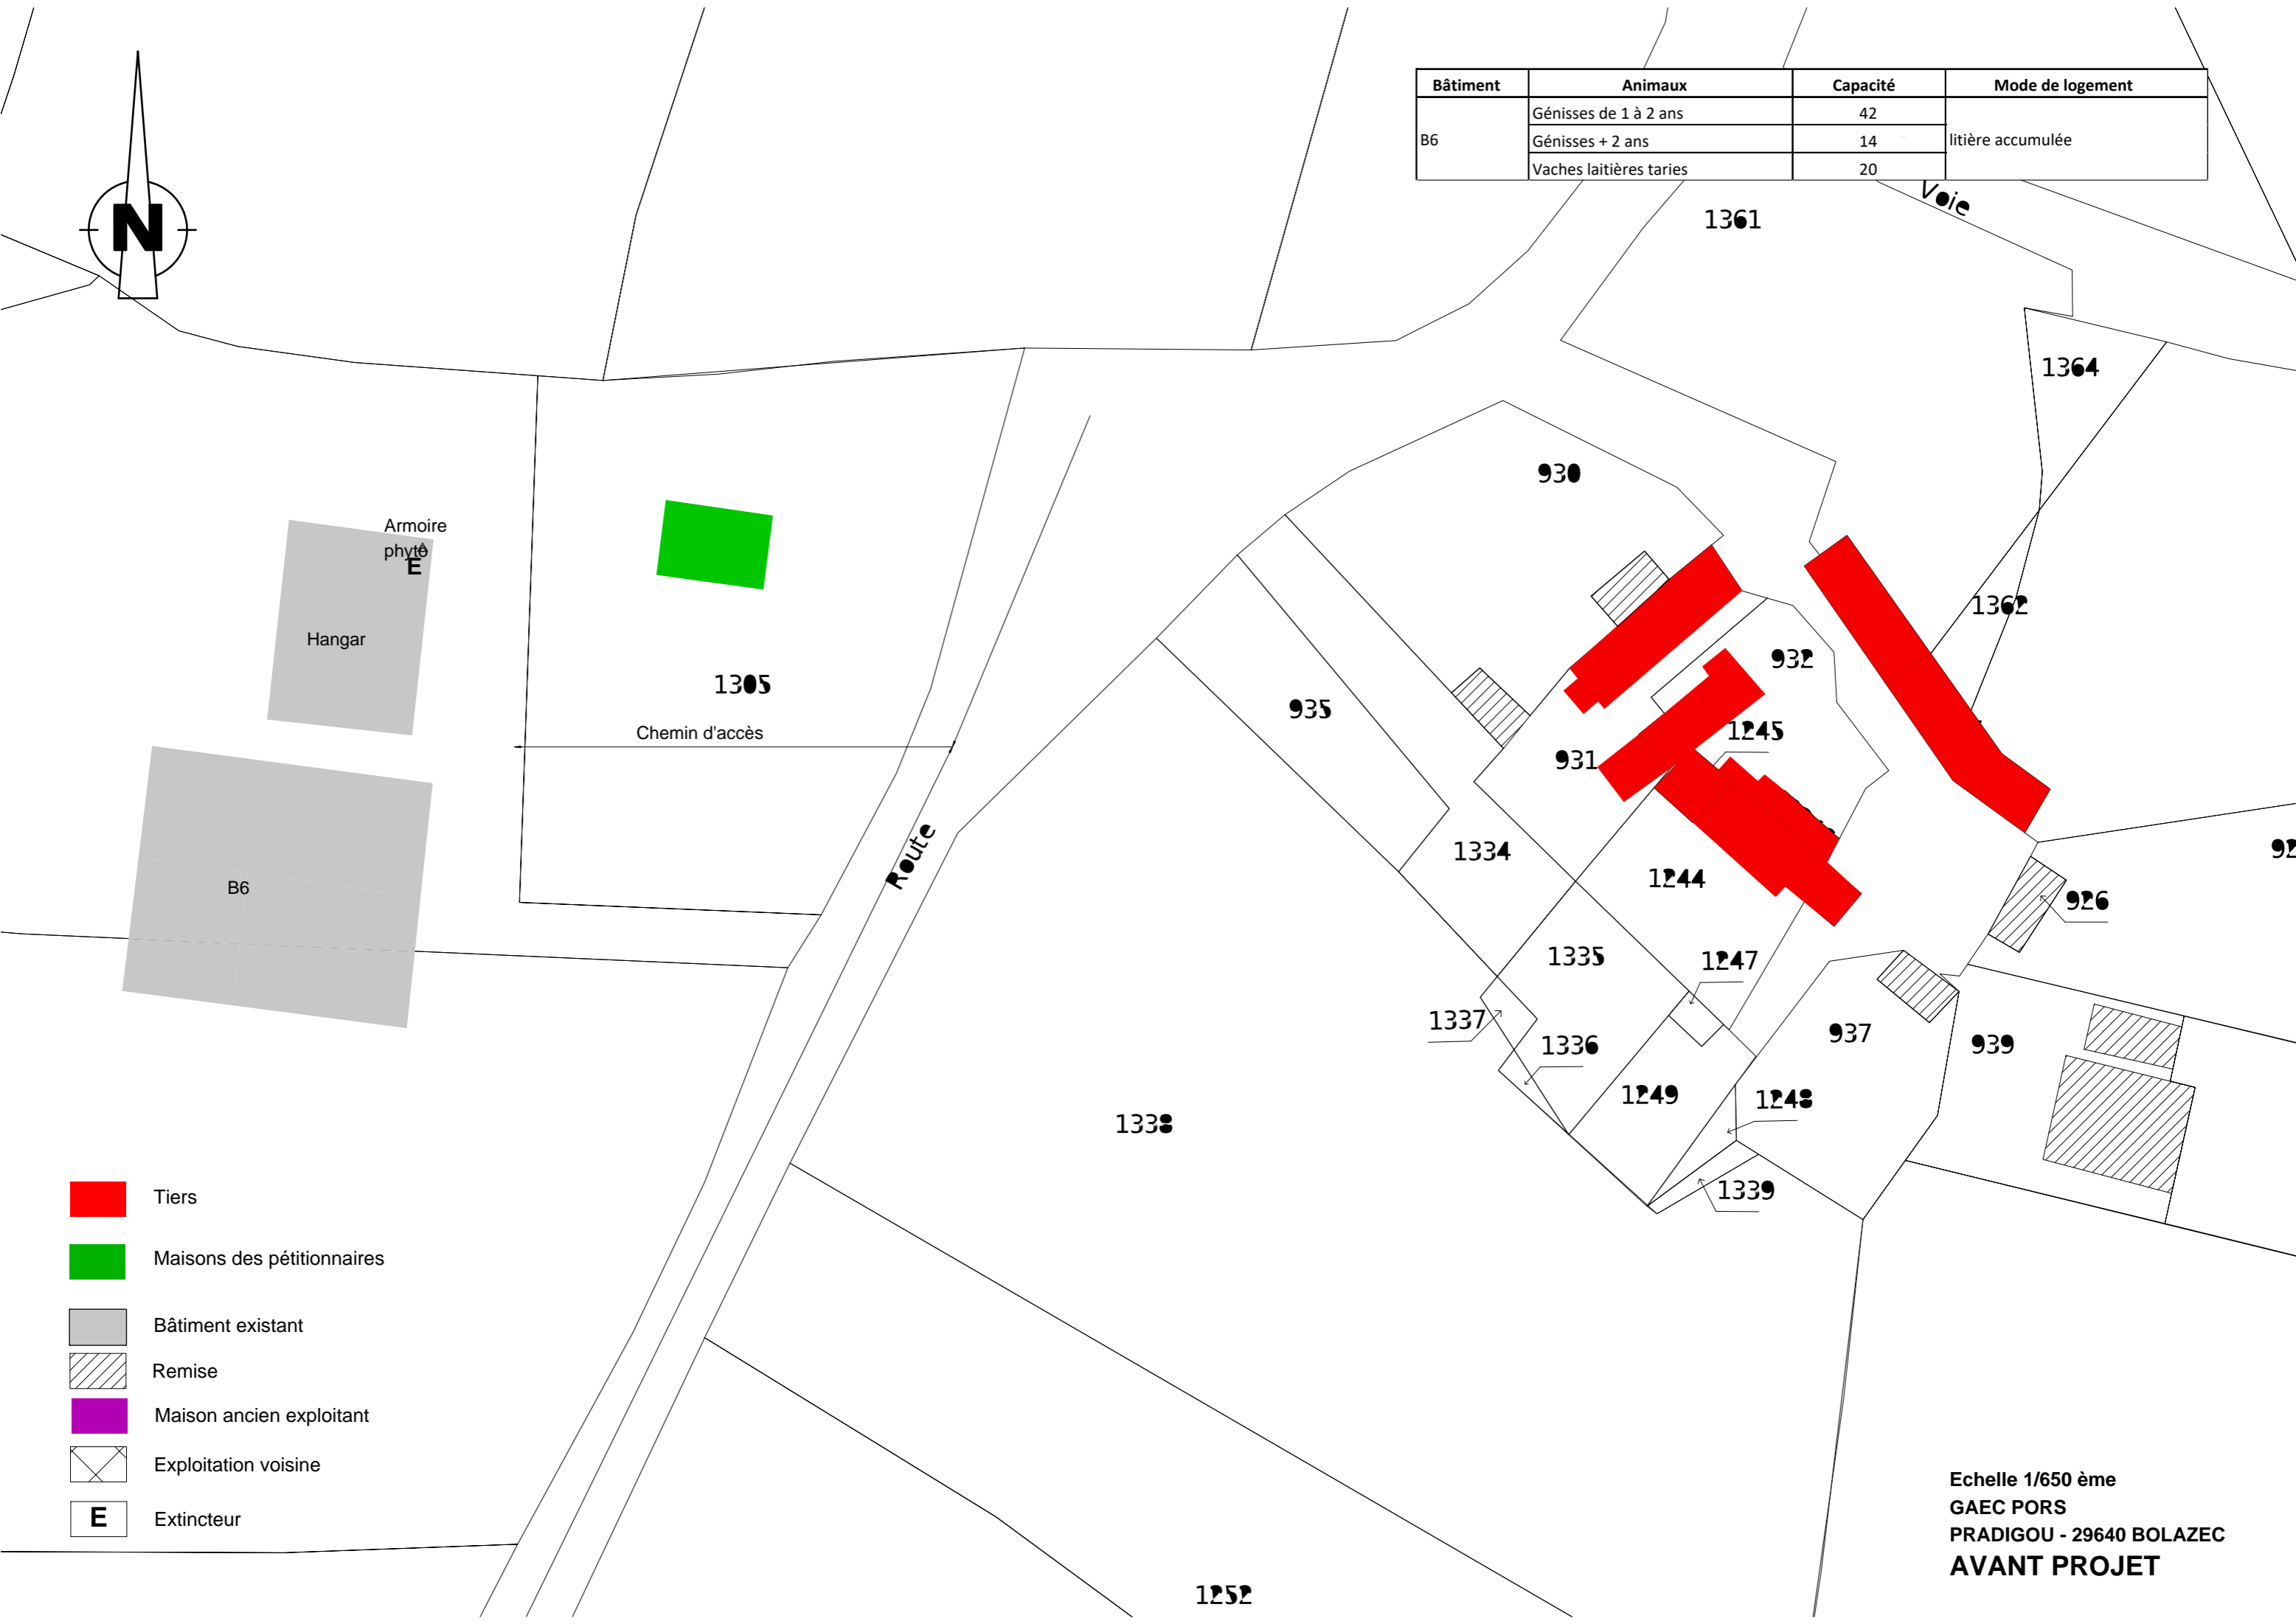 Bâtiment Animaux Capacité Mode de logement
B6 Génisses de 1 à 2 ans 42 litière accumulée
Génisses + 2 ans 14
Vaches laitières taries 20
N
Voie
1361
1364
930
Armoire
phyto
E
Hangar
1362
932
1305
935
Chemin d'accès
1245
931
Route
1334
B6
1244
926
1335
1247
1337
1336
937
939
1249
1248
1338
1339
1252
Tiers
Maisons des pétitionnaires
Bâtiment existant
Remise
Maison ancien exploitant
Exploitation voisine
E Extincteur
Echelle 1/650 ème
GAEC PORS
PRADIGOU - 29640 BOLAZEC
AVANT PROJET